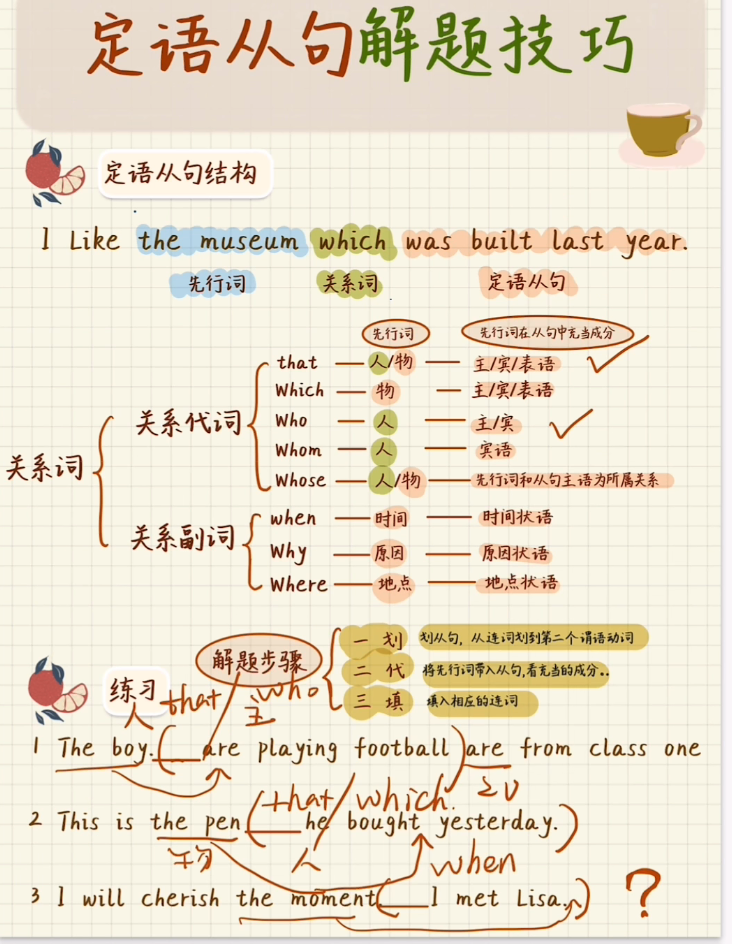 定语从句解题技巧
定语从句结构
I Like the museum which was built last year.
先行词 关系词 定语从句
先行词 先行词在从句中充当成分
that 人/物 主/宾/表语
Which 物 主/宾/表语
关系代词
Who 人 主/宾
Whom 人 宾语
关系词
Whose 人/物 先行词和从句主语为所属关系
when 时间 时间状语
关系副词
Why 原因 原因状语
Where 地点 地点状语
解题步骤
一 划 划从句，从连词划到第二个谓语动词
二 代 将先行词带入从句,看充当的成分..
三 填 填入相应的连词
练习
人 that 主 who
1 The boy.(___are playing football)are from class one
that/which. 2V
2 This is the pen(___he bought yesterday.)
物 人 when
3 I will cherish the moment(___I met Lisa.) ?